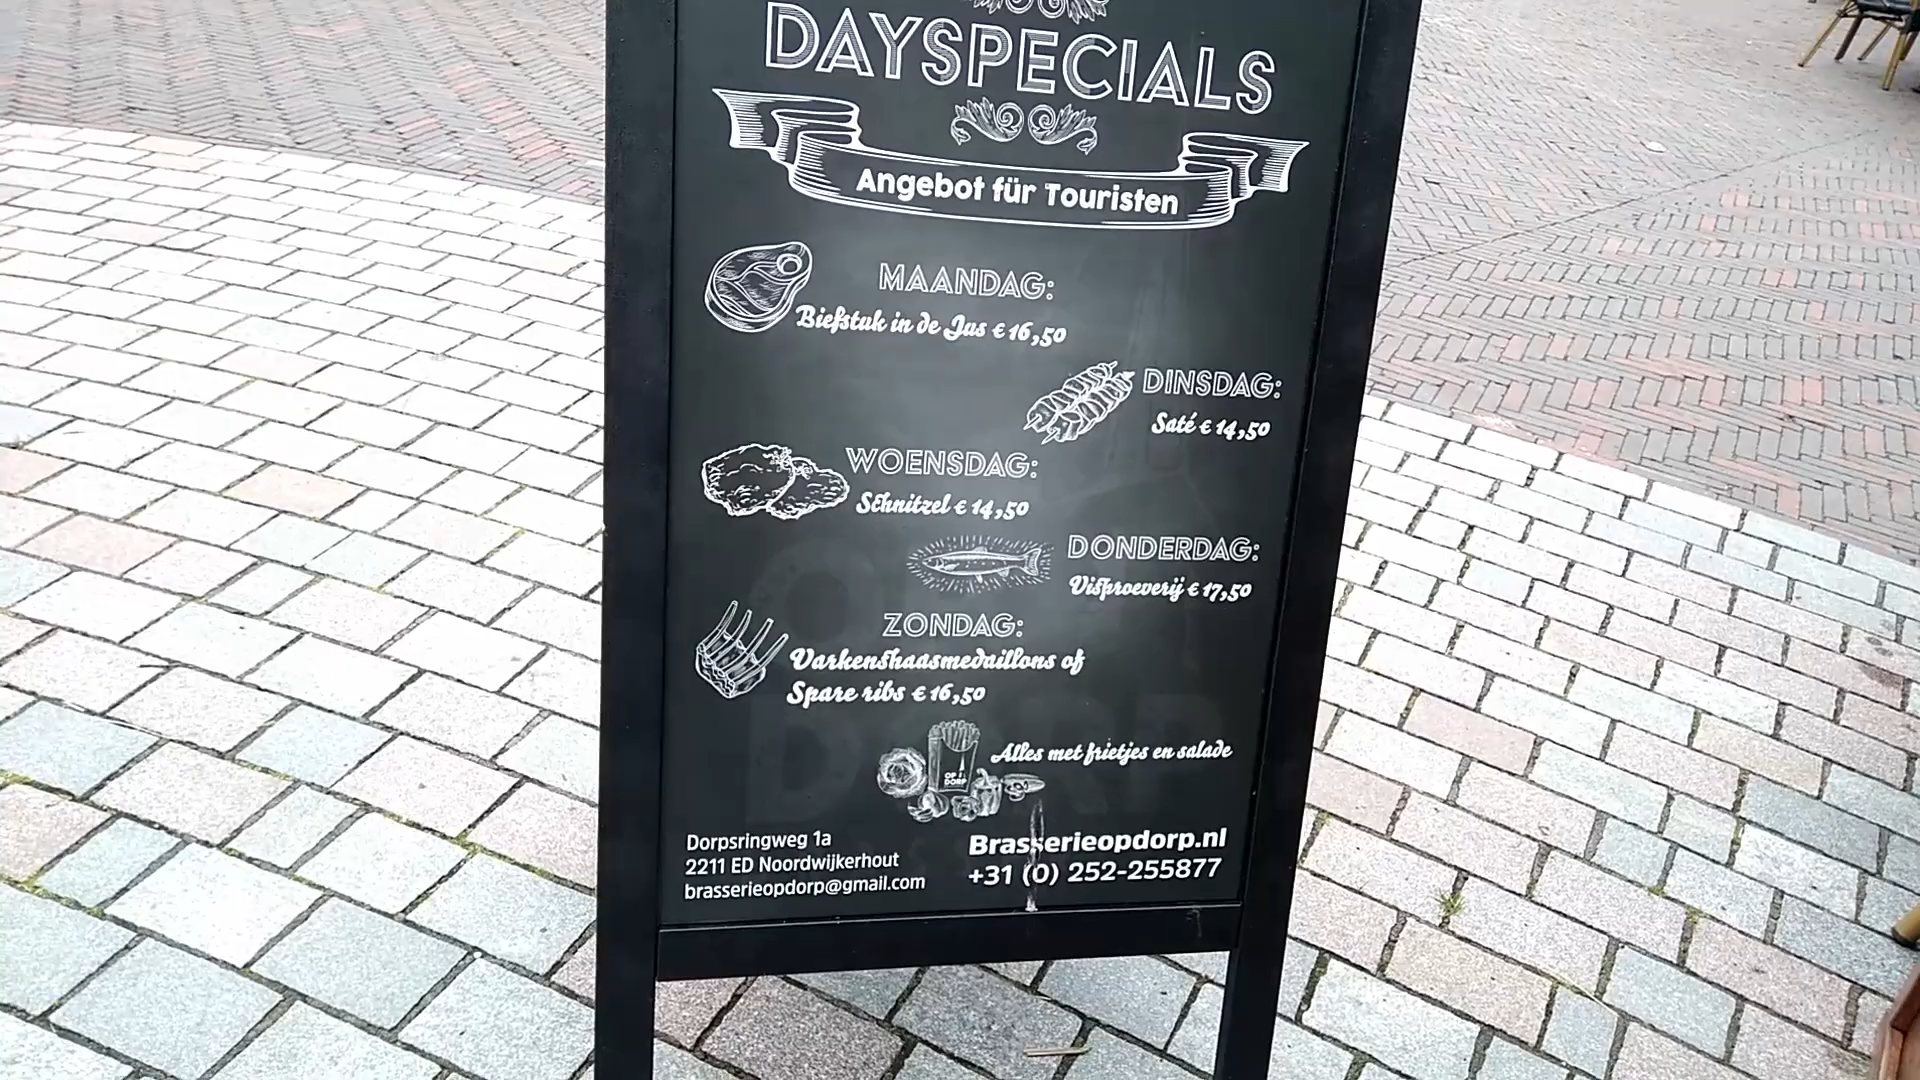 DAYSPECIALS
Angebot für Touristen
MAANDAG:
Biefstuk in de Jus € 16,50
DINSDAG:
Saté € 14,50
WOENSDAG:
Schnitzel € 14,50
DONDERDAG:
Visproeverij € 17,50
ZONDAG:
Varkenshaasmedaillons of
Spare ribs € 16,50
Alles met frietjes en salade
OP
DORP
Dorpsringweg 1a
2211 ED Noordwijkerhout
brasserieopdorp@gmail.com
Brasserieopdorp.nl
+31 (0) 252-255877